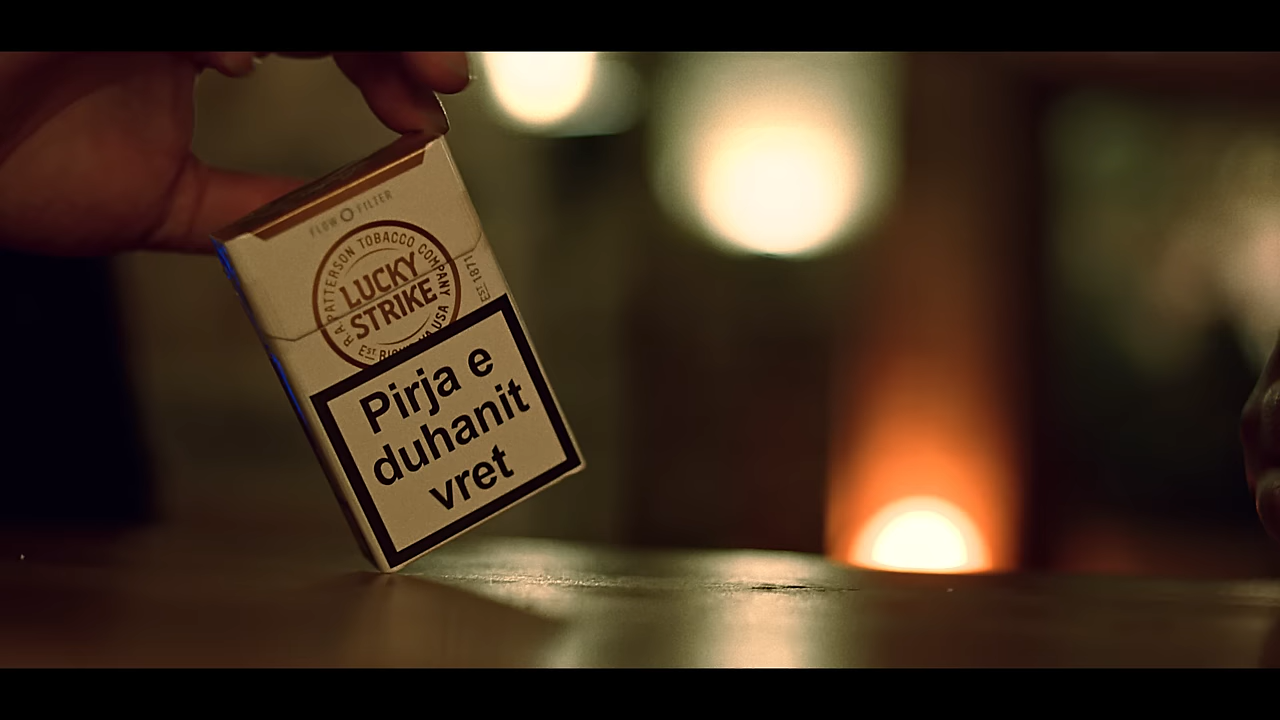 FLOW FILTER
R.A. PATTERSON TOBACCO COMPANY
LUCKY
STRIKE
EST. 1871
Pirja e
duhanit
vret